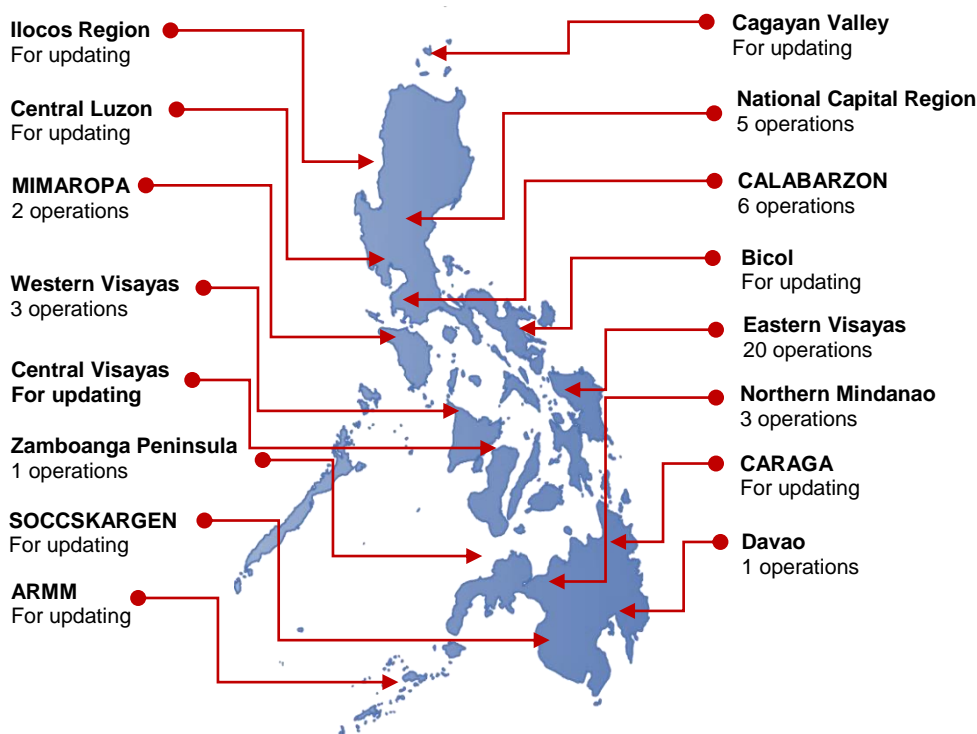 Ilocos Region
For updating
Central Luzon
For updating
MIMAROPA
2 operations
Western Visayas
3 operations
Central Visayas
For updating
Zamboanga Peninsula
1 operations
SOCCSKARGEN
For updating
ARMM
For updating
Cagayan Valley
For updating
National Capital Region
5 operations
CALABARZON
6 operations
Bicol
For updating
Eastern Visayas
20 operations
Northern Mindanao
3 operations
CARAGA
For updating
Davao
1 operations